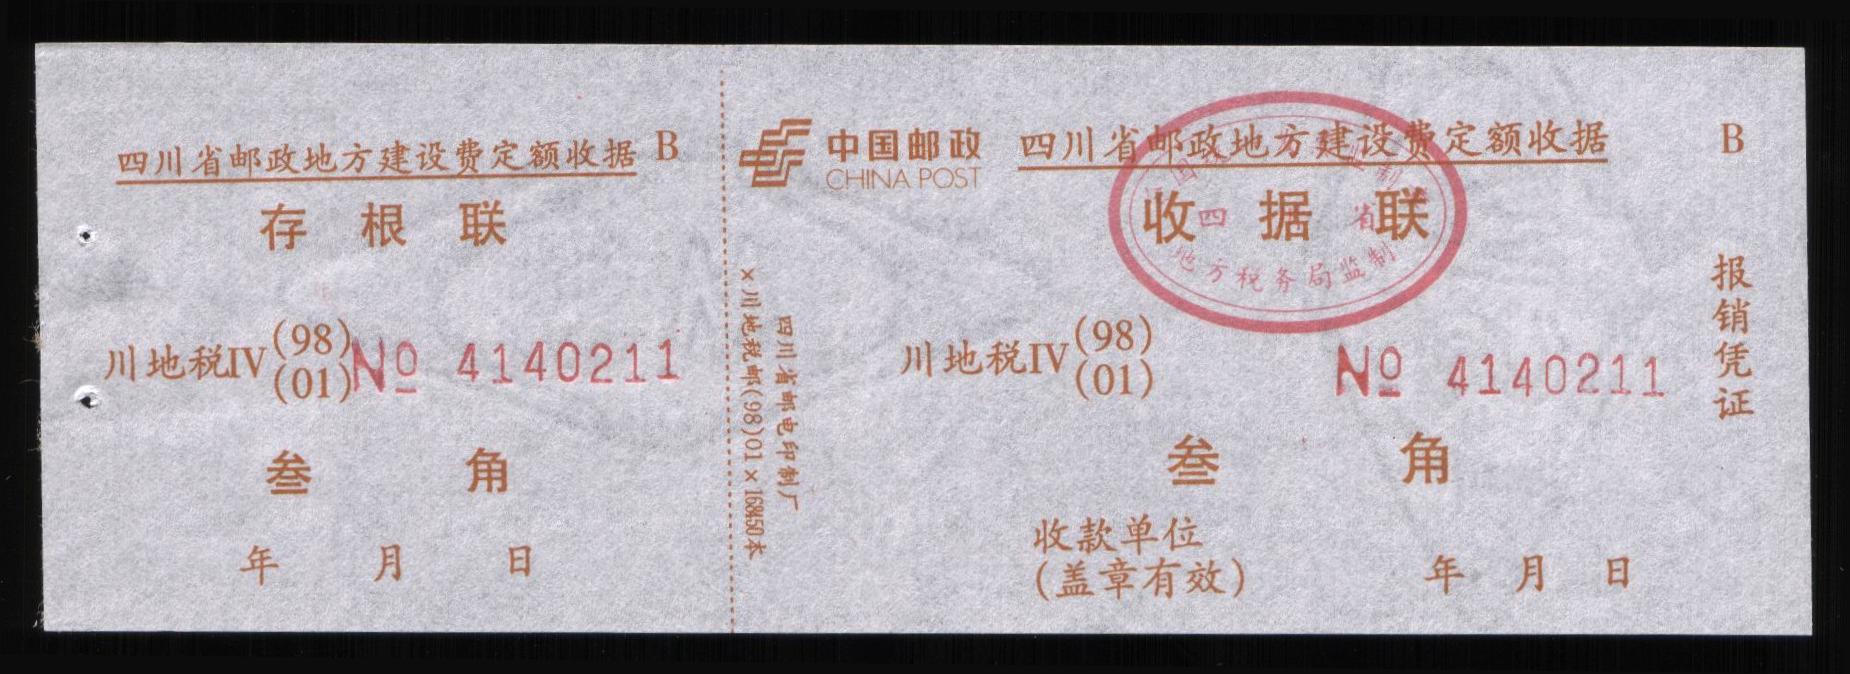 四川省邮政地方建设费定额收据 B
存根联
川地税IV(98)(01) № 4140211
叁角
年 月 日
四川省邮电印制厂
×川地税邮(98)01×168450本
中国邮政
CHINA POST
四川省邮政地方建设费定额收据 B
收据联
四 省
地方税务局监制
川地税IV(98)(01) № 4140211
叁角
收款单位
(盖章有效)
年 月 日
报销凭证